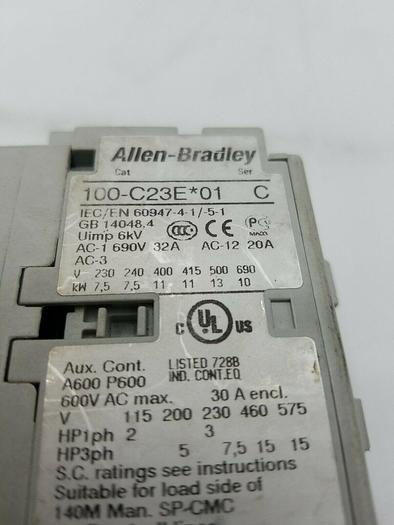 Allen-Bradley
Cat Ser
100-C23E*01 C
IEC/EN 60947-4-1/-5-1
GB 14048.4
Uimp 6kV
CCC CE PC
AC-1 690V 32A AC-12 20A
AC-3
V 230 240 400 415 500 690
kW 7,5 7,5 11 11 13 10
C UL US
Aux. Cont. LISTED 728B
A600 P600 IND. CONT.EQ.
600V AC max. 30 A encl.
V 115 200 230 460 575
HP1ph 2 3
HP3ph 5 7,5 15 15
S.C. ratings see instructions
Suitable for load side of
140M Man. SP-CMC